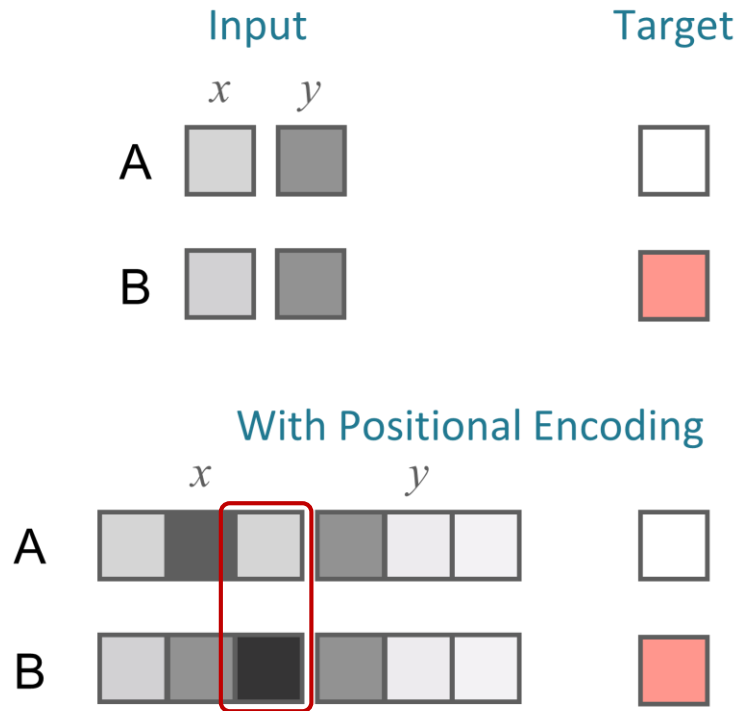 Input Target
x y
A
B
With Positional Encoding
x y
A
B